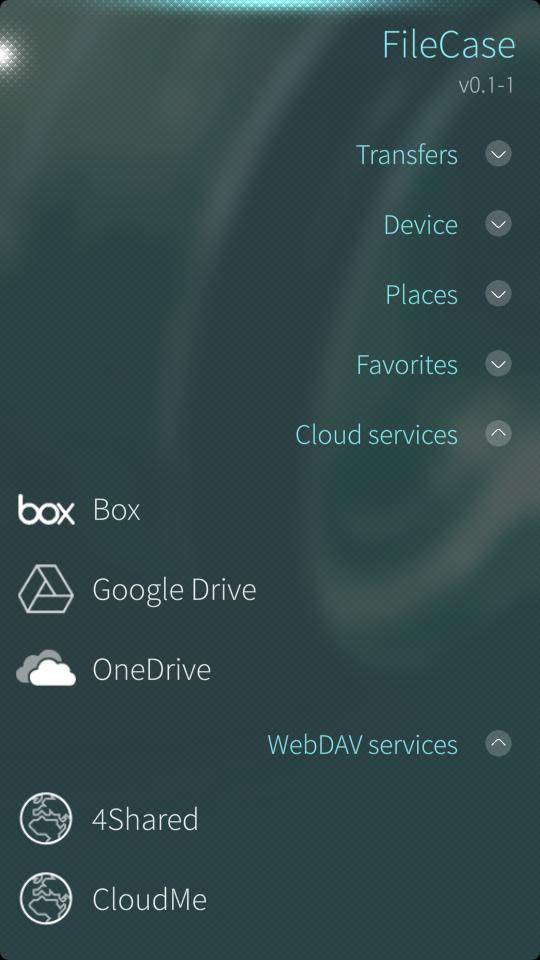 FileCase
v0.1-1
Transfers
Device
Places
Favorites
Cloud services
box Box
Google Drive
OneDrive
WebDAV services
4Shared
CloudMe